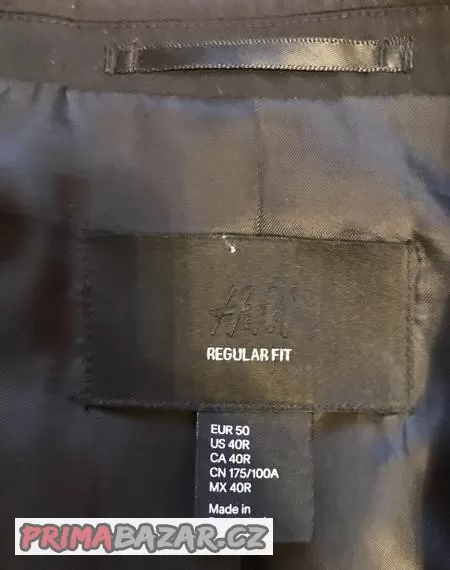 H&M
REGULAR FIT
EUR 50
US 40R
CA 40R
CN 175/100A
MX 40R
Made in
PRIMABAZAR.CZ